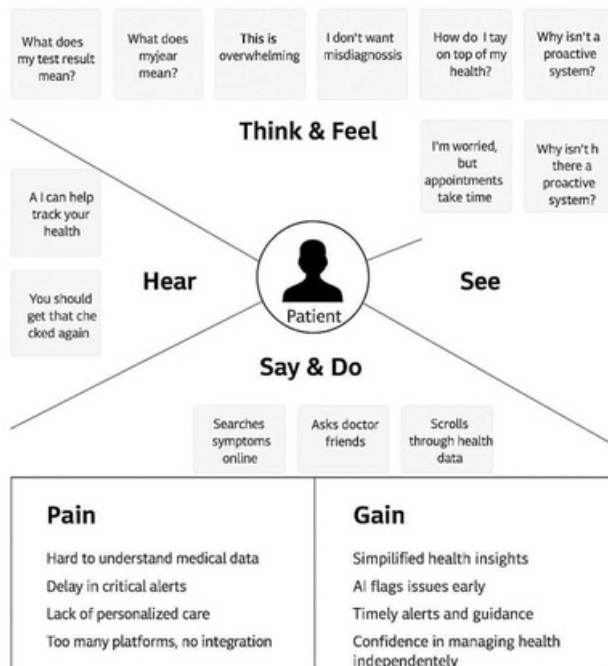 What does
my test result
mean?
What does
myjear
mean?
This is
overwhelming
I don't want
misdiagnosis
How do I tay
on top of my
health?
Why isn't a
proactive
system?
Think & Feel
I'm worried,
but
appointments
take time
Why isn't h
there a
proactive
system?
A I can help
track your
health
You should
get that che
cked again
Hear
Patient
See
Say & Do
Searches
symptoms
online
Asks doctor
friends
Scrolls
through health
data
Pain
Hard to understand medical data
Delay in critical alerts
Lack of personalized care
Too many platforms, no integration
Gain
Simpilified health insights
AI flags issues early
Timely alerts and guidance
Confidence in managing health
independentely